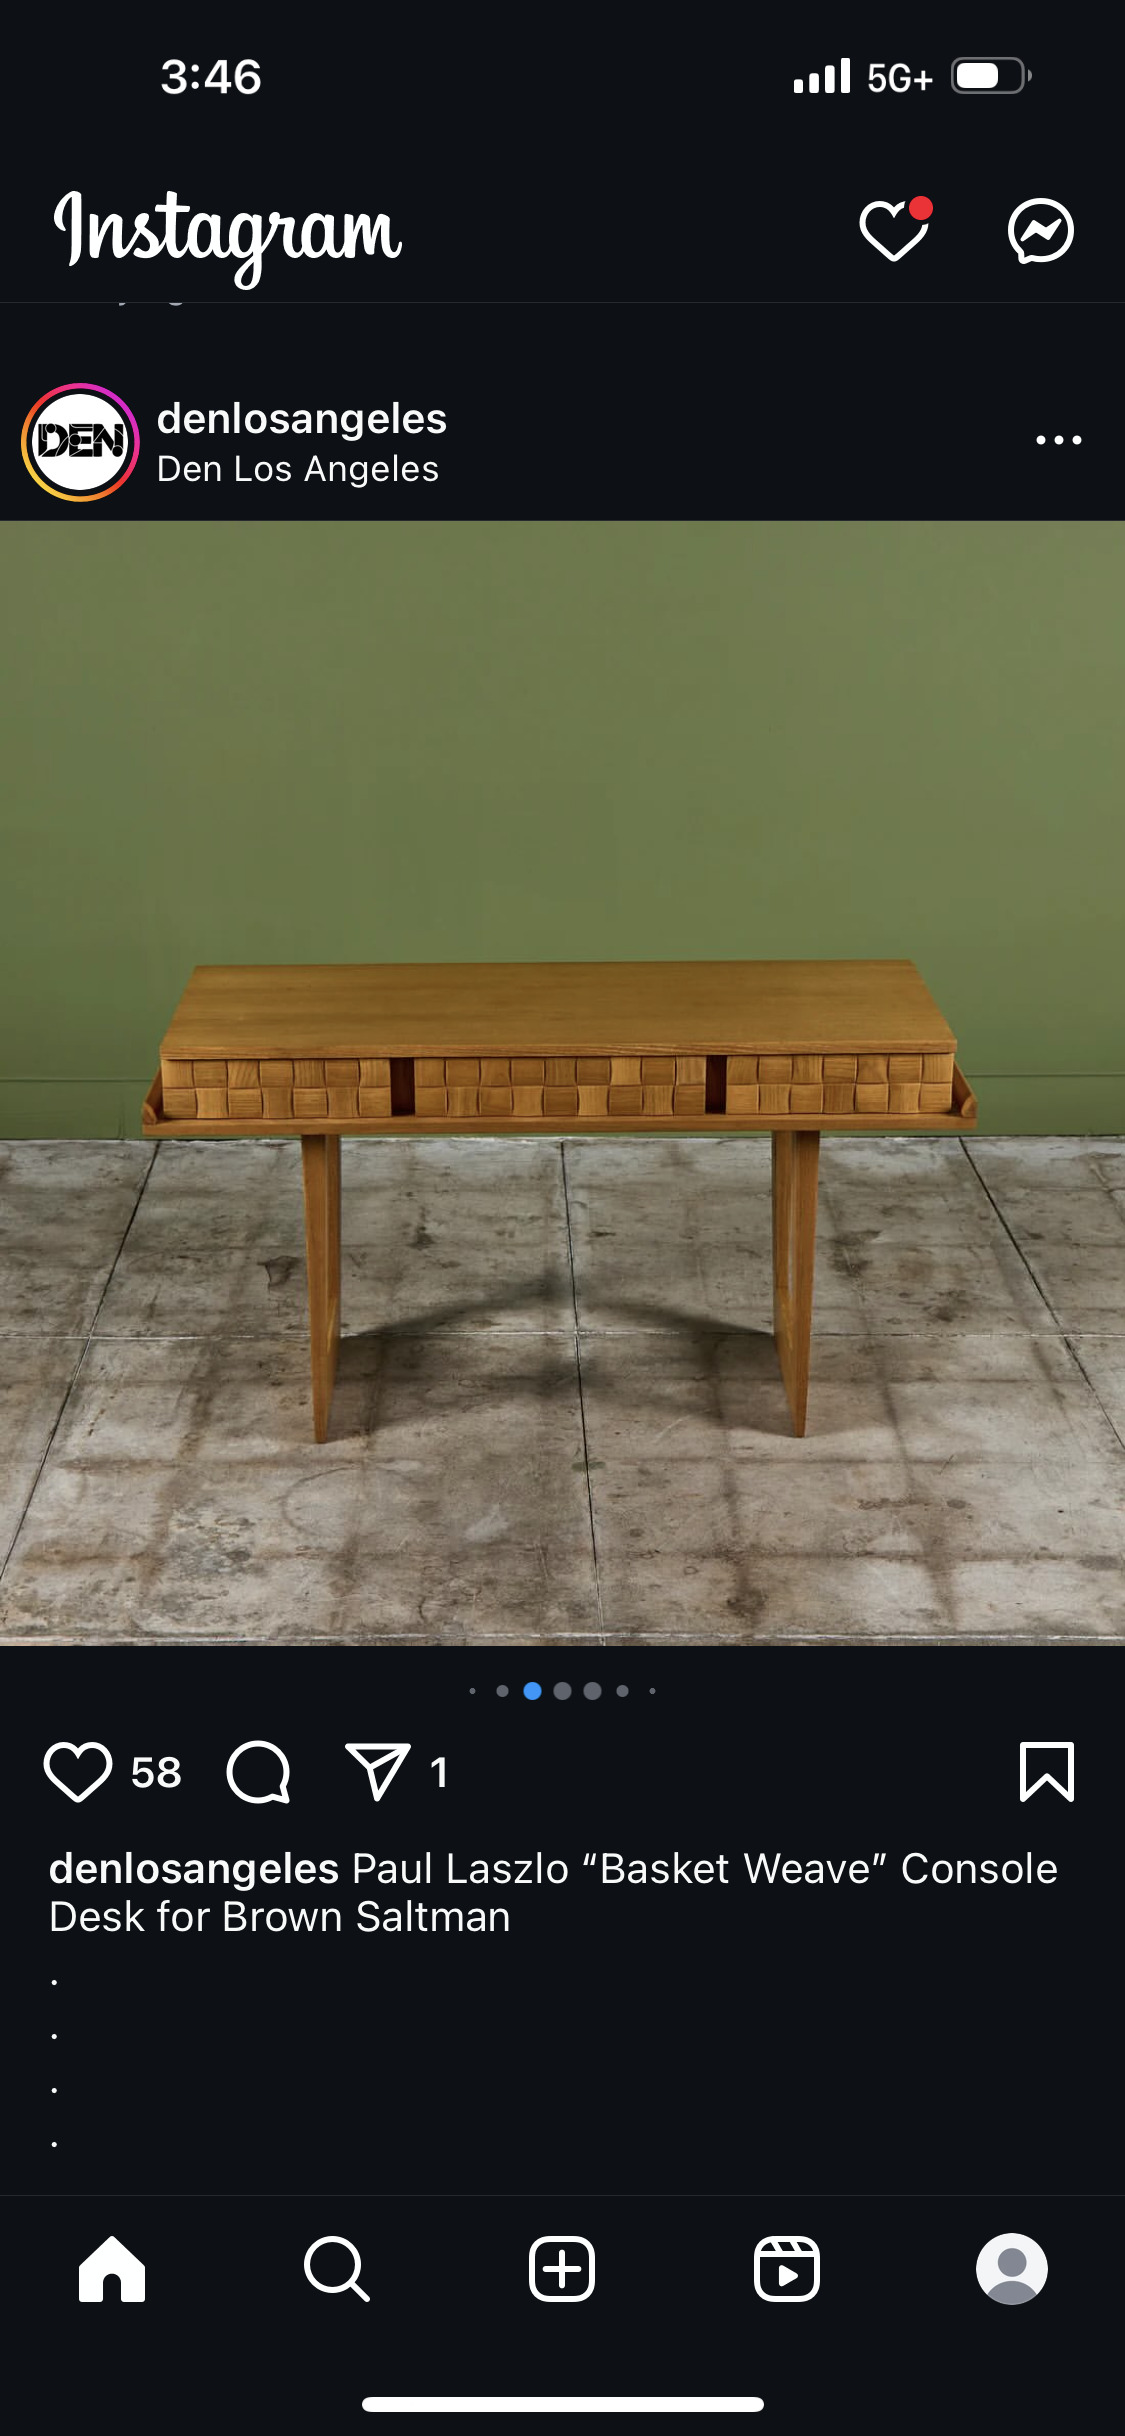 3:46 5G+
Instagram
DEN denlosangeles
Den Los Angeles
58 1
denlosangeles Paul Laszlo “Basket Weave” Console
Desk for Brown Saltman
.
.
.
.